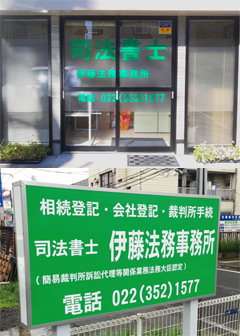 司法書士
伊藤法務事務所
電話 022(352)1577
相続登記・会社登記・裁判所手続
司法書士 伊藤法務事務所
(簡易裁判所訴訟代理等関係業務法務大臣認定)
電話 022(352)1577